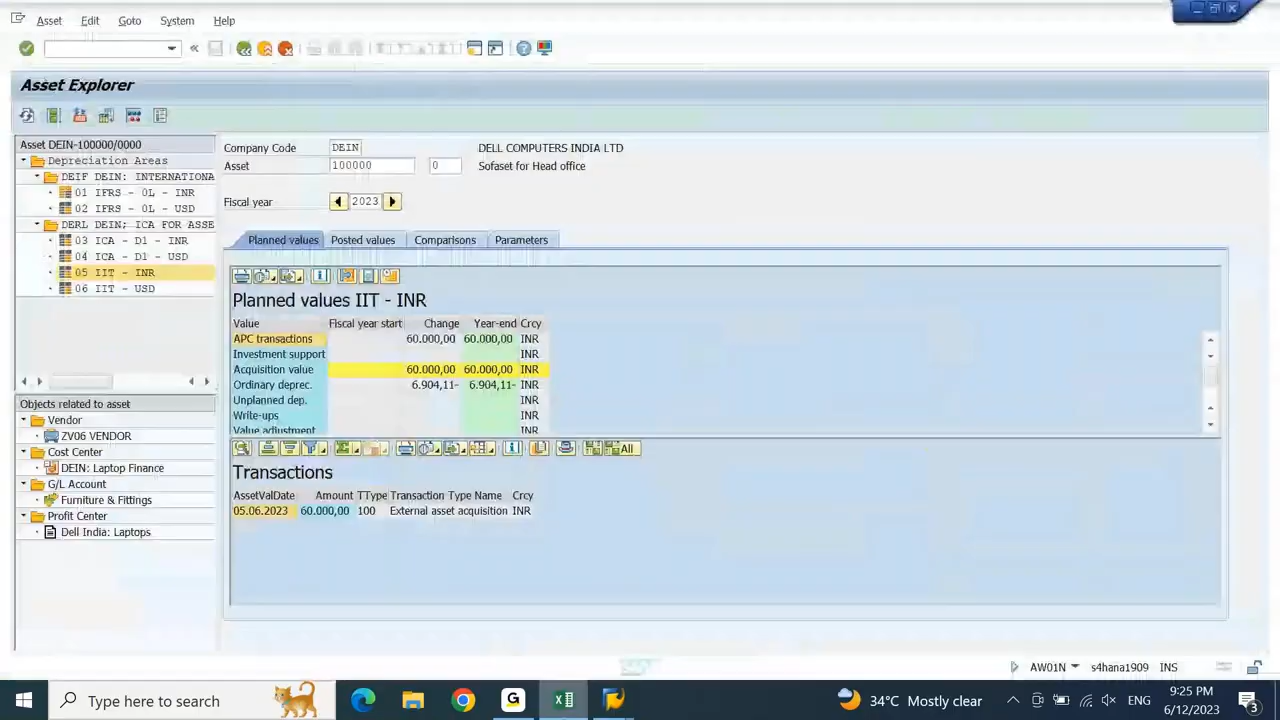 Asset Edit Goto System Help
Asset Explorer
Asset DEIN-100000/0000
Depreciation Areas
DEIF DEIN: INTERNATIONA
01 IFRS - 0L - INR
02 IFRS - 0L - USD
DERL DEIN; ICA FOR ASSE
03 ICA - D1 - INR
04 ICA - D1 - USD
05 IIT - INR
06 IIT - USD
Objects related to asset
Vendor
ZV06 VENDOR
Cost Center
DEIN: Laptop Finance
G/L Account
Furniture & Fittings
Profit Center
Dell India: Laptops
Company Code DEIN DELL COMPUTERS INDIA LTD
Asset 100000 0 Sofaset for Head office
Fiscal year 2023
Planned values Posted values Comparisons Parameters
Planned values IIT - INR
Value Fiscal year start Change Year-end Crcy
APC transactions 60.000,00 60.000,00 INR
Investment support INR
Acquisition value 60.000,00 60.000,00 INR
Ordinary deprec. 6.904,11- 6.904,11- INR
Unplanned dep. INR
Write-ups INR
Value adjustment INR
All
Transactions
AssetValDate Amount TType Transaction Type Name Crcy
05.06.2023 60.000,00 100 External asset acquisition INR
AW01N s4hana1909 INS
Type here to search
34°C Mostly clear
ENG
9:25 PM
6/12/2023
3